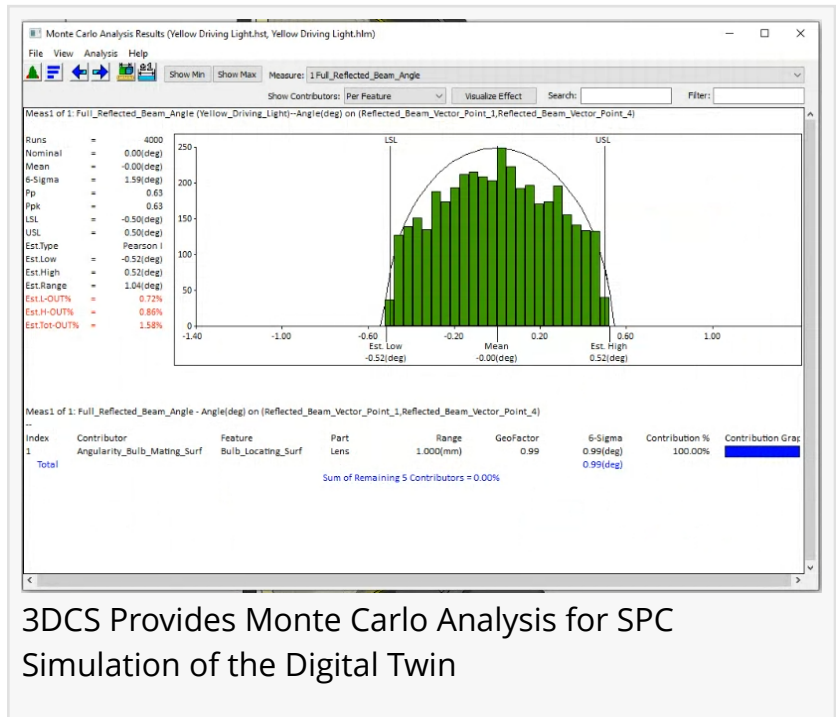 Monte Carlo Analysis Results (Yellow Driving Light.hst, Yellow Driving Light.hlm)
File View Analysis Help
Show Min Show Max Measure: 1 Full_Reflected_Beam_Angle
Show Contributors: Per Feature Visualize Effect Search: Filter:
Meas1 of 1: Full_Reflected_Beam_Angle (Yellow_Driving_Light)--Angle(deg) on (Reflected_Beam_Vector_Point_1,Reflected_Beam_Vector_Point_4)
Runs = 4000
Nominal = 0.00(deg)
Mean = -0.00(deg)
6-Sigma = 1.59(deg)
Pp = 0.63
Ppk = 0.63
LSL = -0.50(deg)
USL = 0.50(deg)
Est.Type Pearson I
Est.Low = -0.52(deg)
Est.High = 0.52(deg)
Est.Range = 1.04(deg)
Est.L-OUT% = 0.72%
Est.H-OUT% = 0.86%
Est.Tot-OUT% = 1.58%
LSL USL
250
200
150
100
50
0
-1.40 -1.00 -0.60 -0.20 0.20 0.60 1.00
Est. Low Mean Est. High
-0.52(deg) -0.00(deg) 0.52(deg)
Meas1 of 1: Full_Reflected_Beam_Angle - Angle(deg) on (Reflected_Beam_Vector_Point_1,Reflected_Beam_Vector_Point_4)
--
Index Contributor Feature Part Range GeoFactor 6-Sigma Contribution % Contribution Grap
1 Angularity_Bulb_Mating_Surf Bulb_Locating_Surf Lens 1.000(mm) 0.99 0.99(deg) 100.00%
Total 0.99(deg)
Sum of Remaining 5 Contributors = 0.00%
3DCS Provides Monte Carlo Analysis for SPC
Simulation of the Digital Twin